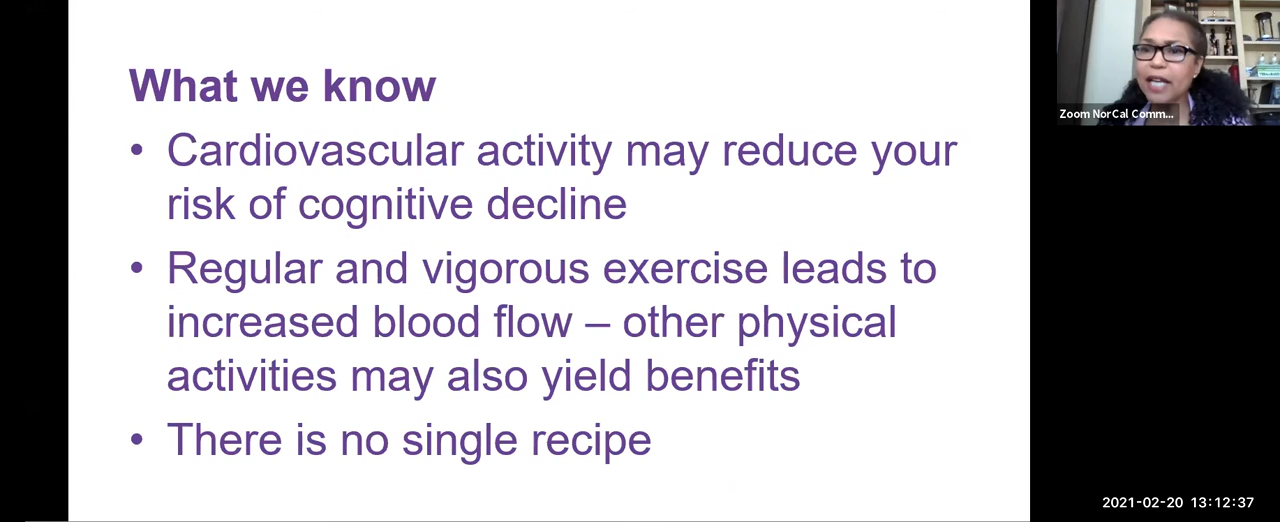 What we know
• Cardiovascular activity may reduce your
risk of cognitive decline
• Regular and vigorous exercise leads to
increased blood flow – other physical
activities may also yield benefits
• There is no single recipe
Zoom NorCal Comm...
2021-02-20 13:12:37